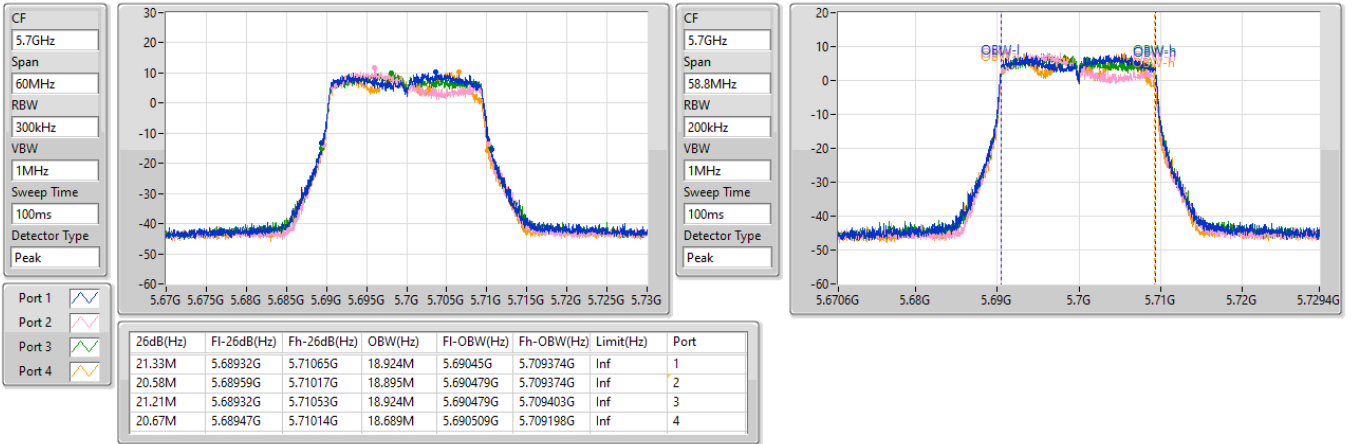 CF
5.7GHz
Span
60MHz
RBW
300kHz
VBW
1MHz
Sweep Time
100ms
Detector Type
Peak
30
20
10
0
-10
-20
-30
-40
-50
-60
5.67G 5.675G 5.68G 5.685G 5.69G 5.695G 5.7G 5.705G 5.71G 5.715G 5.72G 5.725G 5.73G
CF
5.7GHz
Span
58.8MHz
RBW
200kHz
VBW
1MHz
Sweep Time
100ms
Detector Type
Peak
20
10
0
-10
-20
-30
-40
-50
-60
OBW-l OBW-h
5.6706G 5.68G 5.69G 5.7G 5.71G 5.72G 5.7294G
Port 1
Port 2
Port 3
Port 4
26dB(Hz) Fl-26dB(Hz) Fh-26dB(Hz) OBW(Hz) Fl-OBW(Hz) Fh-OBW(Hz) Limit(Hz) Port
21.33M 5.68932G 5.71065G 18.924M 5.69045G 5.709374G Inf 1
20.58M 5.68959G 5.71017G 18.895M 5.690479G 5.709374G Inf 2
21.21M 5.68932G 5.71053G 18.924M 5.690479G 5.709403G Inf 3
20.67M 5.68947G 5.71014G 18.689M 5.690509G 5.709198G Inf 4